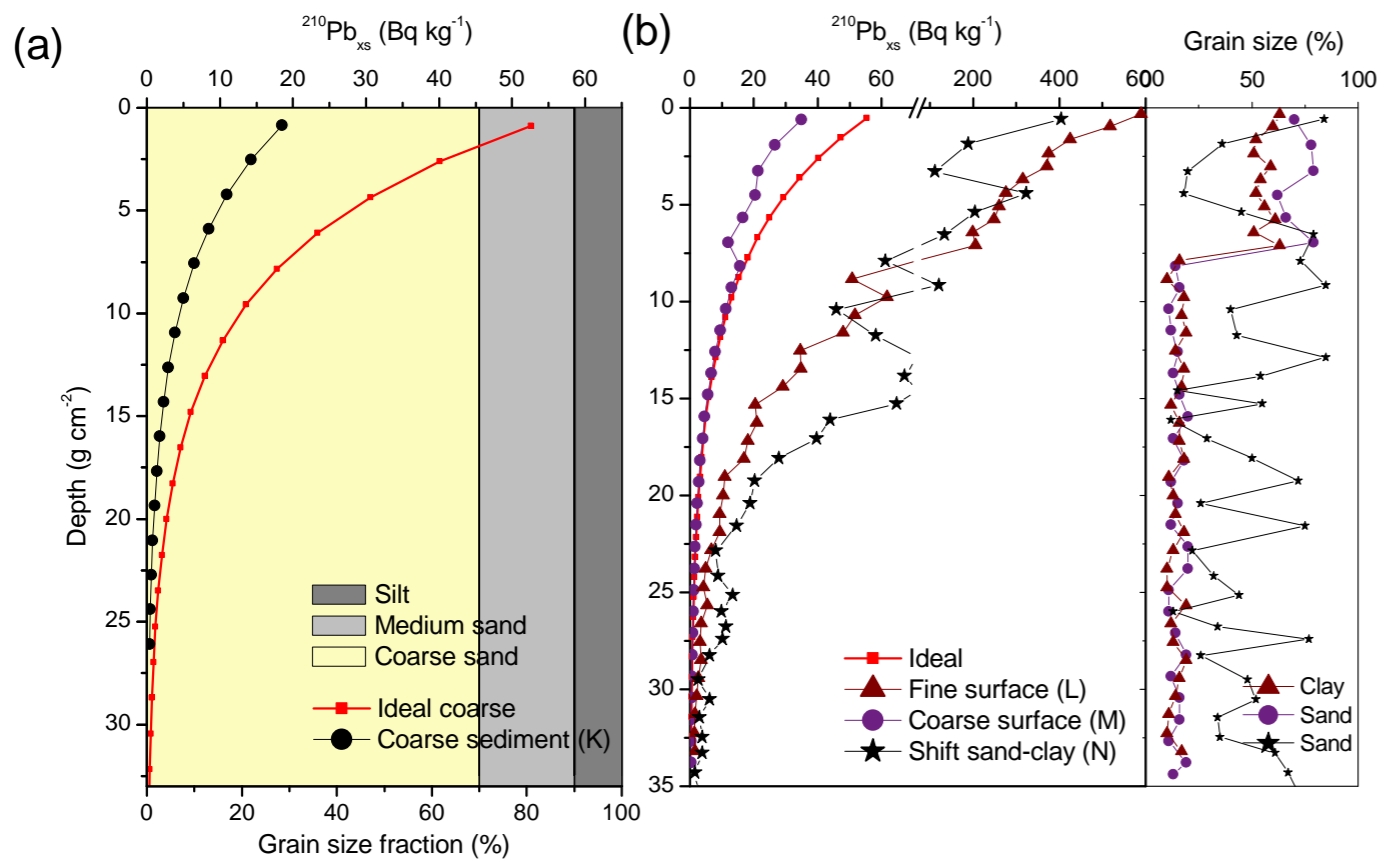 (a)
210Pbxs (Bq kg-1)
0 10 20 30 40 50 60
0
5
10
15
20
25
30
Depth (g cm-2)
Silt
Medium sand
Coarse sand
Ideal coarse
Coarse sediment (K)
0 20 40 60 80 100
Grain size fraction (%)
(b)
210Pbxs (Bq kg-1)
Grain size (%)
0 20 40 60 200 400 600 0 50 100
0
5
10
15
20
25
30
35
Ideal
Fine surface (L)
Coarse surface (M)
Shift sand-clay (N)
Clay
Sand
Sand